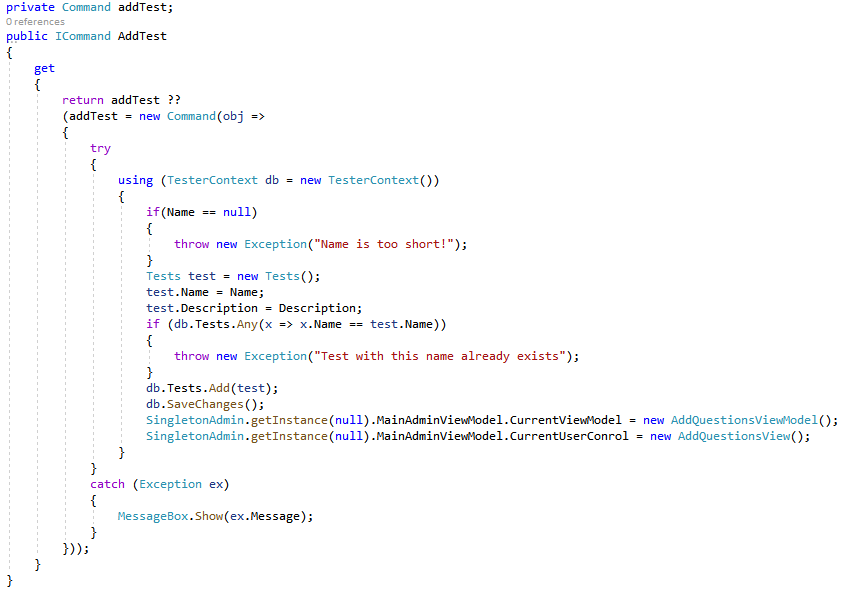 private Command addTest;
0 references
public ICommand AddTest
{
get
{
return addTest ??
(addTest = new Command(obj =>
{
try
{
using (TesterContext db = new TesterContext())
{
if(Name == null)
{
throw new Exception("Name is too short!");
}
Tests test = new Tests();
test.Name = Name;
test.Description = Description;
if (db.Tests.Any(x => x.Name == test.Name))
{
throw new Exception("Test with this name already exists");
}
db.Tests.Add(test);
db.SaveChanges();
SingletonAdmin.getInstance(null).MainAdminViewModel.CurrentViewModel = new AddQuestionsViewModel();
SingletonAdmin.getInstance(null).MainAdminViewModel.CurrentUserConrol = new AddQuestionsView();
}
}
catch (Exception ex)
{
MessageBox.Show(ex.Message);
}
}));
}
}